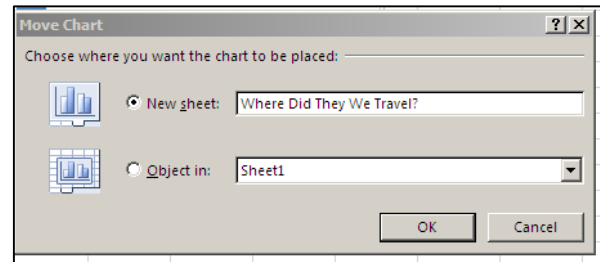 Move Chart
Choose where you want the chart to be placed:
New sheet: Where Did They We Travel?
Object in: Sheet1
OK Cancel